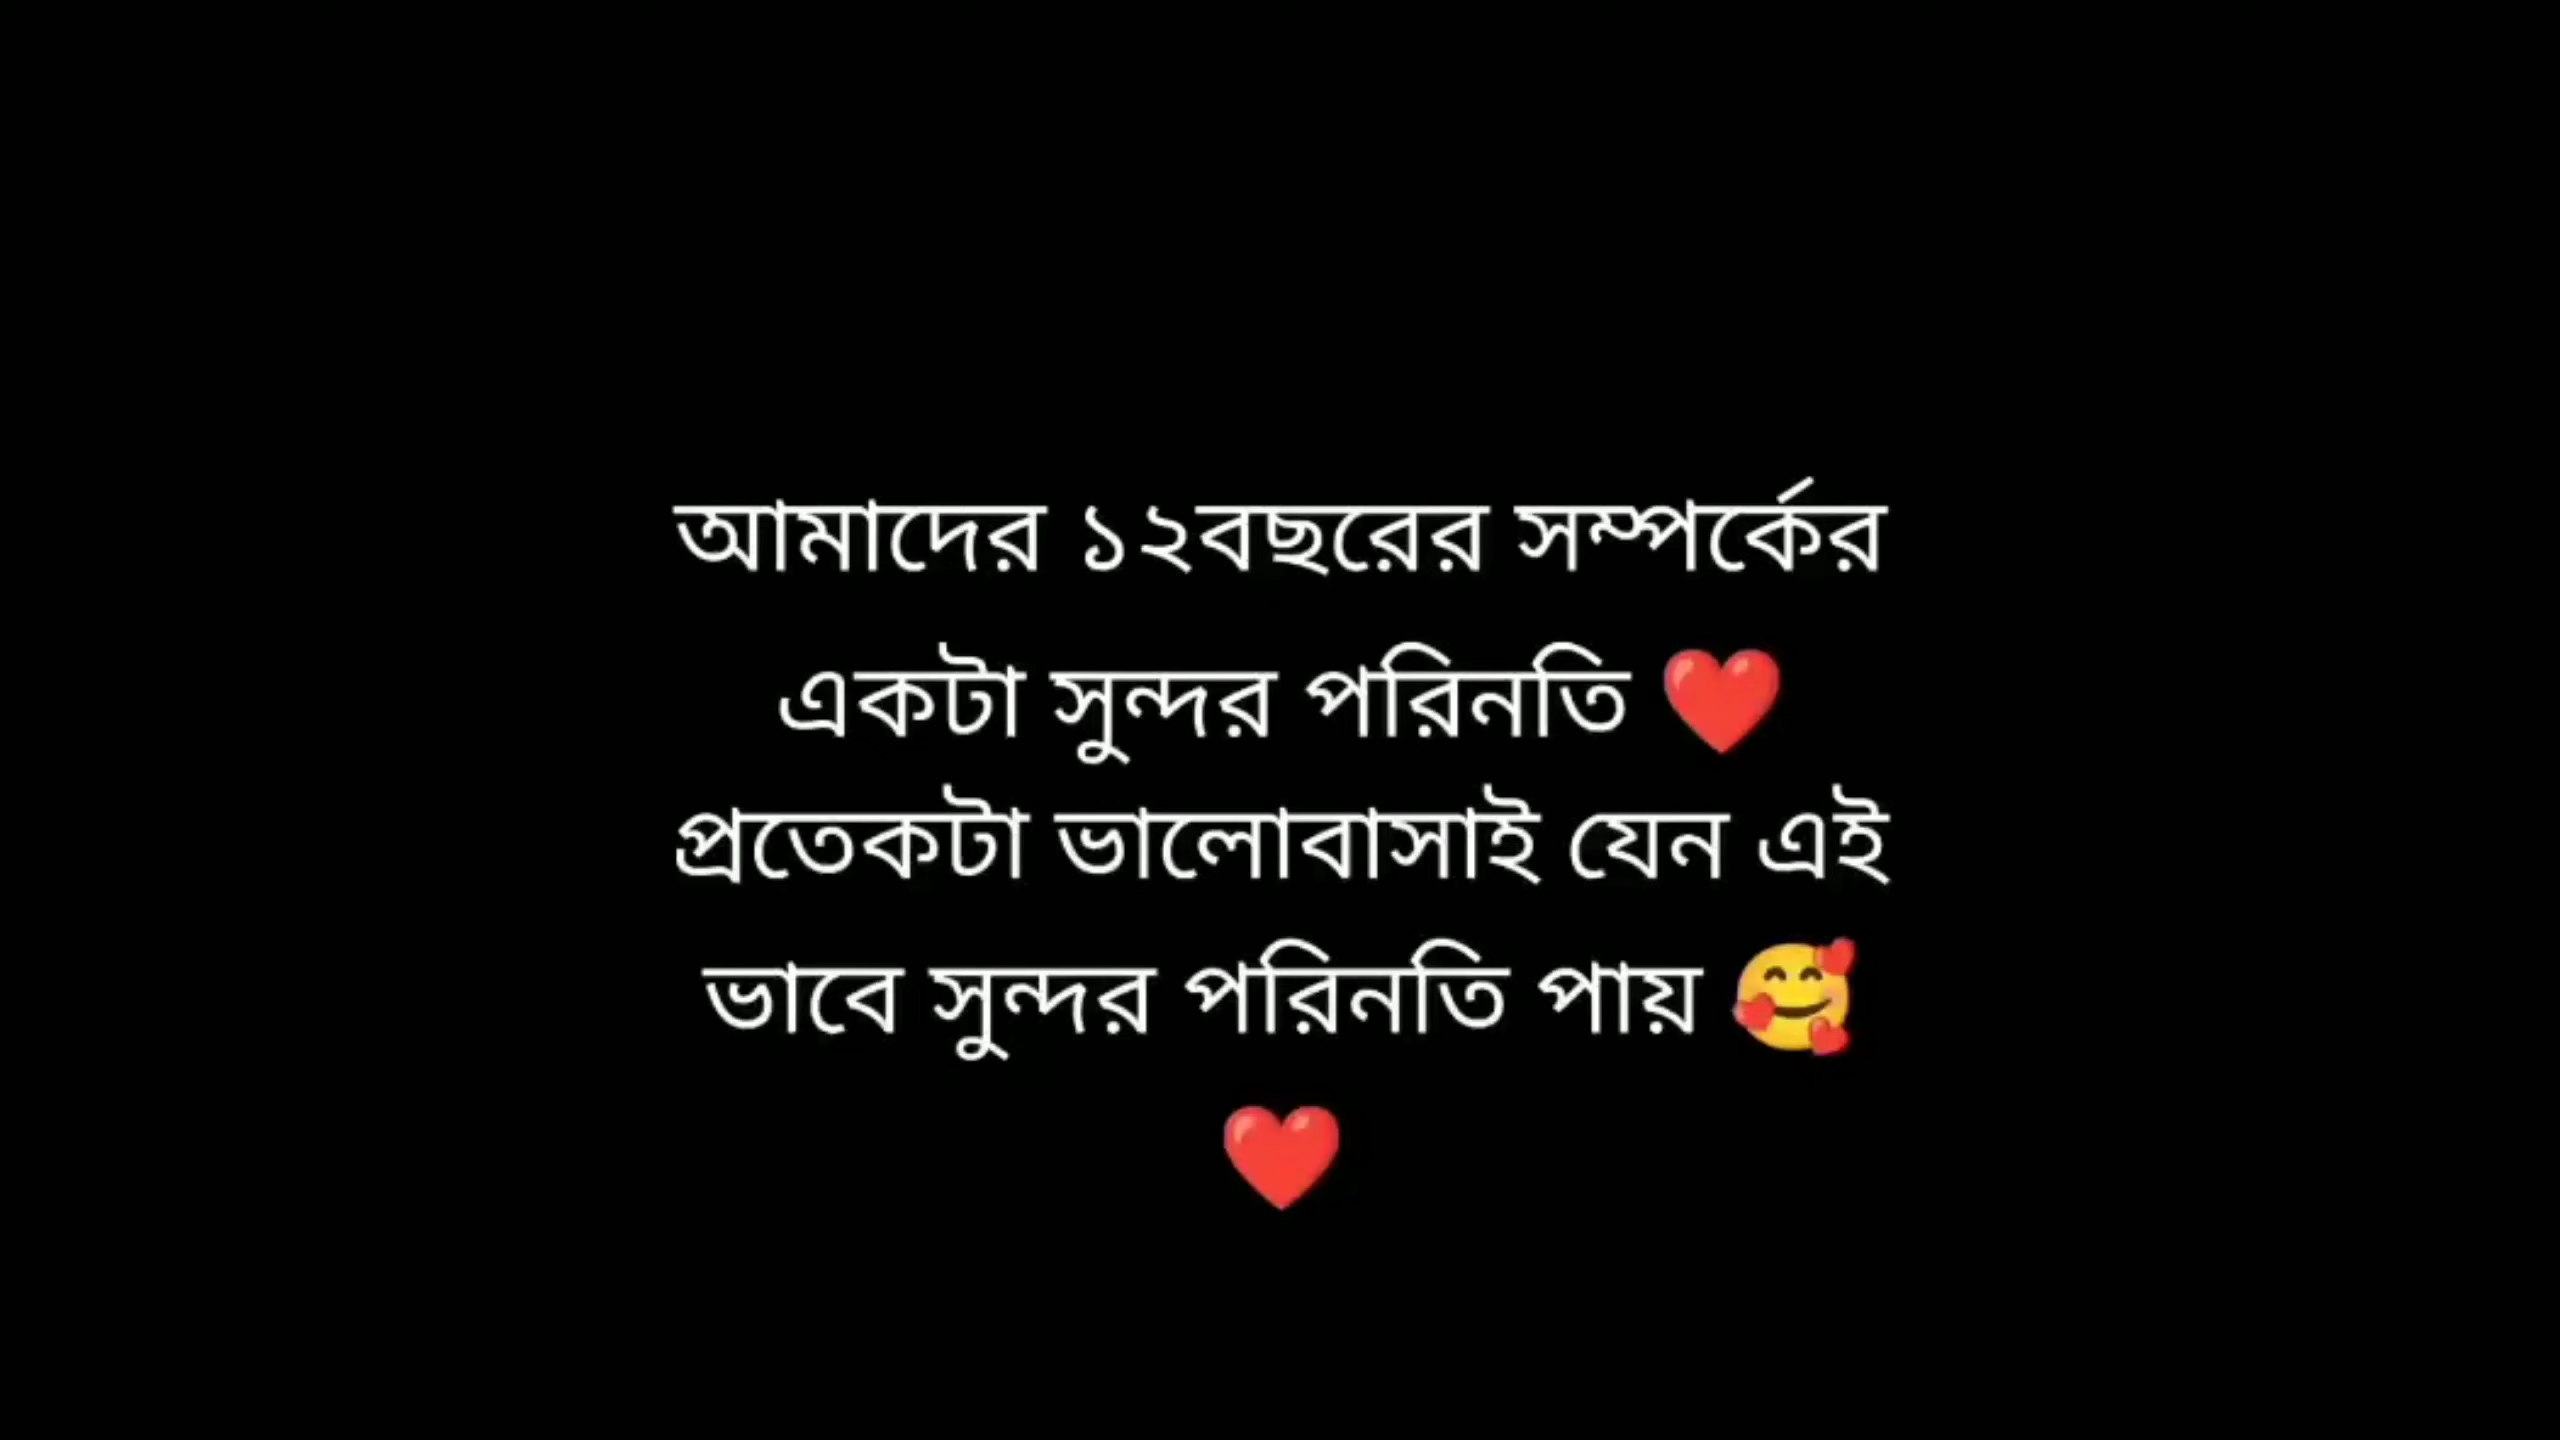 আমাদের ১২বছরের সম্পর্কের
একটা সুন্দর পরিনতি ❤️
প্রতেকটা ভালোবাসাই যেন এই
ভাবে সুন্দর পরিনতি পায় 🥰
❤️